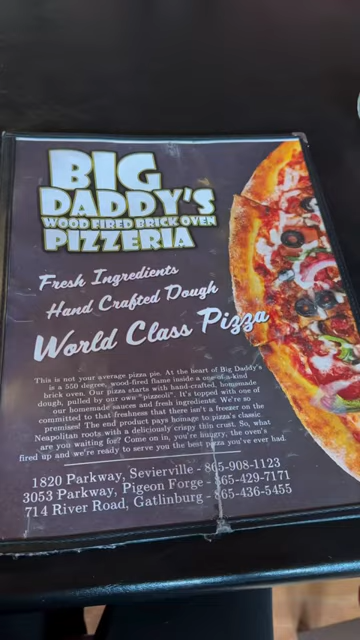 BIG
DADDY'S
WOOD FIRED BRICK OVEN
PIZZERIA
Fresh Ingredients
Hand Crafted Dough
World Class Pizza
This is not your average pizza pie. At the heart of Big Daddy's
is a 550 degree, wood-fired flame inside a one-of-a-kind
brick oven. Our pizza starts with hand-crafted, homemade
dough, pulled by our own "pizzeoli". It's topped with one of
our homemade sauces and fresh ingredients. We're so
committed to that freshness that there isn't a freezer on the
premises! The end product pays homage to pizza's classic
Neapolitan roots with a deliciously crispy thin crust. So, what
are you waiting for? Come on in, you're hungry, the oven's
fired up and we're ready to serve you the best pizza you've ever had.
1820 Parkway, Sevierville - 865-908-1123
3053 Parkway, Pigeon Forge - 865-429-7171
714 River Road, Gatlinburg - 865-436-5455